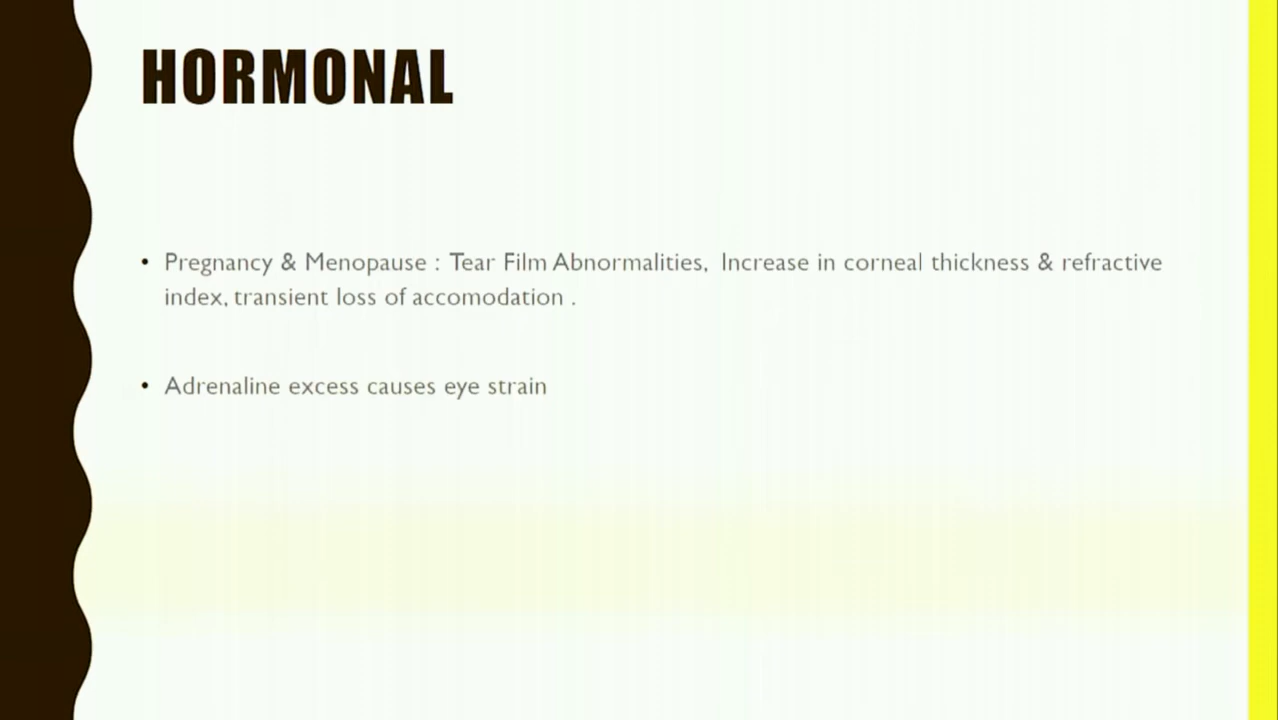 HORMONAL
• Pregnancy & Menopause : Tear Film Abnormalities, Increase in corneal thickness & refractive
index, transient loss of accomodation .
• Adrenaline excess causes eye strain